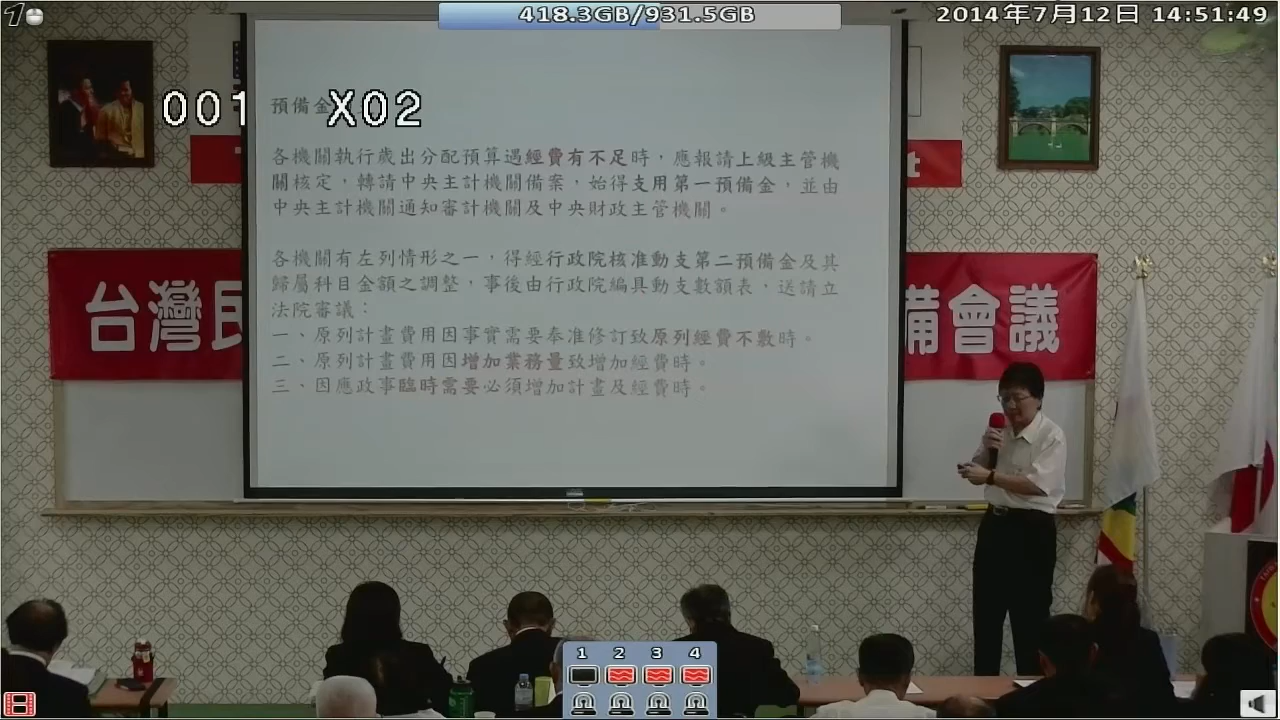 418.3GB/931.5GB
2014年7月12日 14:51:49
001 X02
預備金
各機關執行歲出分配預算遇經費有不足時，應報請上級主管機
關核定，轉請中央主計機關備案，始得支用第一預備金，並由
中央主計機關通知審計機關及中央財政主管機關。
各機關有左列情形之一，得經行政院核准動支第二預備金及其
歸屬科目金額之調整，事後由行政院編具動支數額表，送請立
法院審議：
一、原列計畫費用因事實需要奉准修訂致原列經費不敷時。
二、原列計畫費用因增加業務量致增加經費時。
三、因應政事臨時需要必須增加計畫及經費時。
台灣民
備會議
t
1 2 3 4